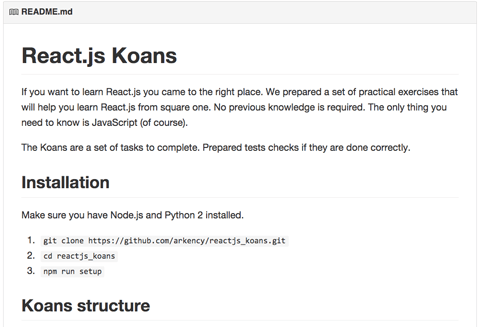 README.md
React.js Koans
If you want to learn React.js you came to the right place. We prepared a set of practical exercises that
will help you learn React.js from square one. No previous knowledge is required. The only thing you
need to know is JavaScript (of course).
The Koans are a set of tasks to complete. Prepared tests checks if they are done correctly.
Installation
Make sure you have Node.js and Python 2 installed.
1. git clone https://github.com/arkency/reactjs_koans.git
2. cd reactjs_koans
3. npm run setup
Koans structure